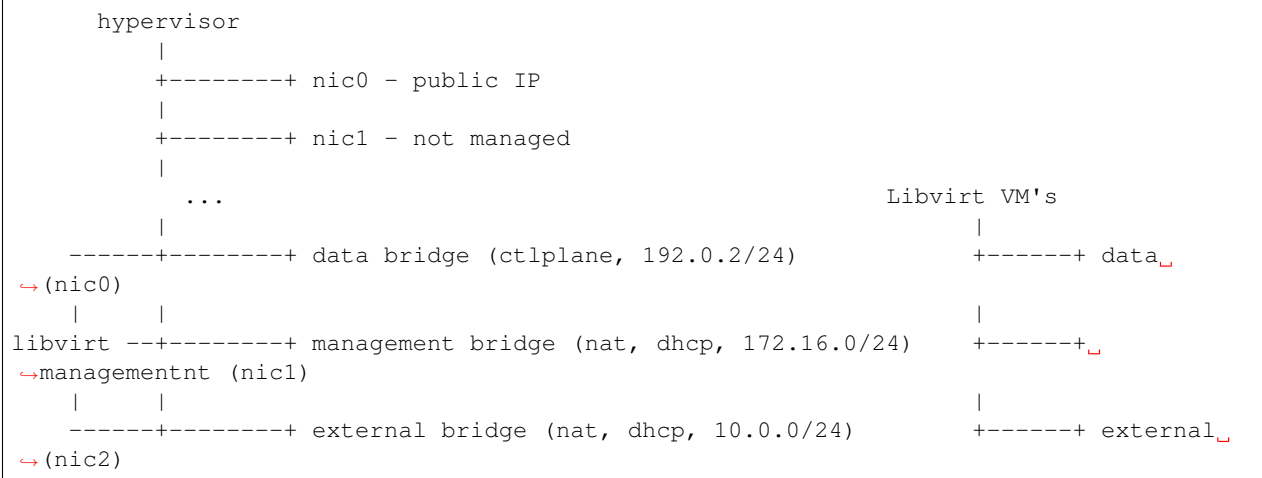 hypervisor
          |
          +--------+ nic0 - public IP
          |
          +--------+ nic1 - not managed
          |
            ...                                              Libvirt VM's
          |                                                        |
    ------+--------+ data bridge (ctlplane, 192.0.2/24)            +------+ data␣
↪(nic0)
    |     |                                                        |
libvirt --+--------+ management bridge (nat, dhcp, 172.16.0/24)    +------+␣
↪managementnt (nic1)
    |     |                                                        |
    ------+--------+ external bridge (nat, dhcp, 10.0.0/24)        +------+ external␣
↪(nic2)